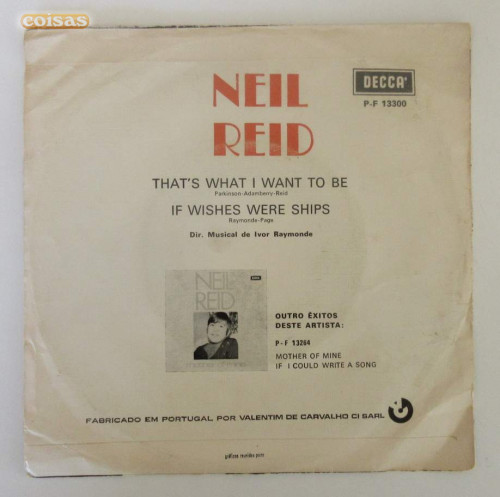 coisas
NEIL
REID
DECCA
P-F 13300
THAT'S WHAT I WANT TO BE
Parkinson-Adamberry-Reid
IF WISHES WERE SHIPS
Raymonde-Page
Dir. Musical de Ivor Raymonde
NEIL
REID
OUTRO ÊXITOS
DESTE ARTISTA:
P-F 13264
MOTHER OF MINE
IF I COULD WRITE A SONG
FABRICADO EM PORTUGAL POR VALENTIM DE CARVALHO CI SARL